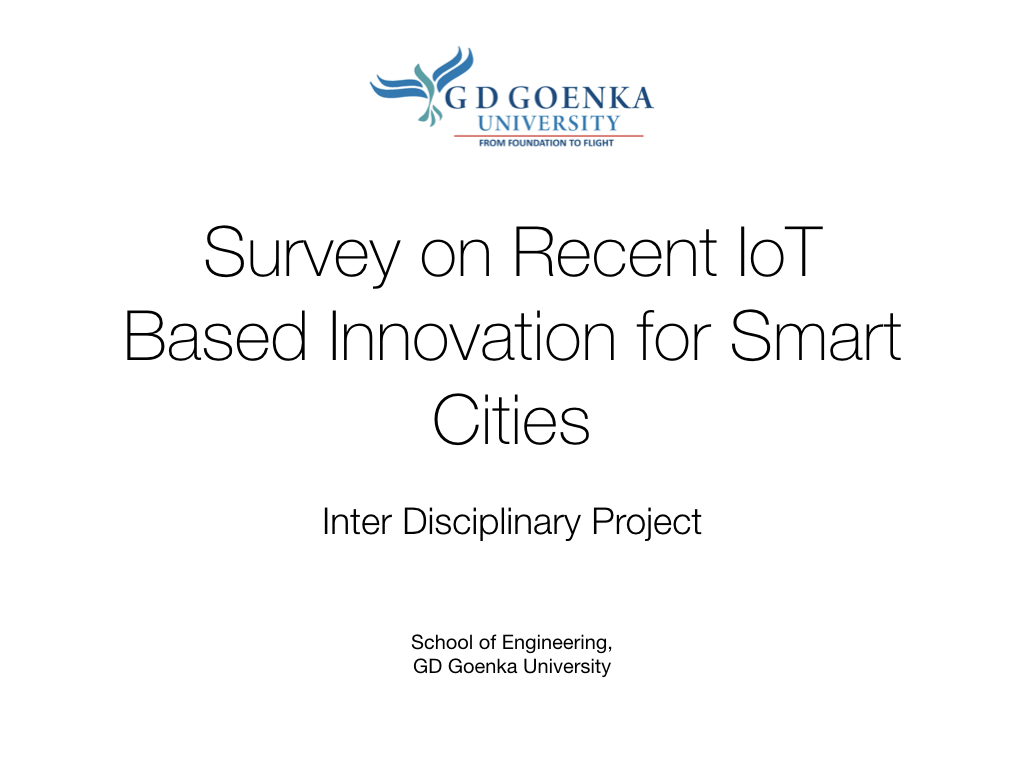 G D GOENKA
UNIVERSITY
FROM FOUNDATION TO FLIGHT
Survey on Recent IoT
Based Innovation for Smart
Cities
Inter Disciplinary Project
School of Engineering,
GD Goenka University